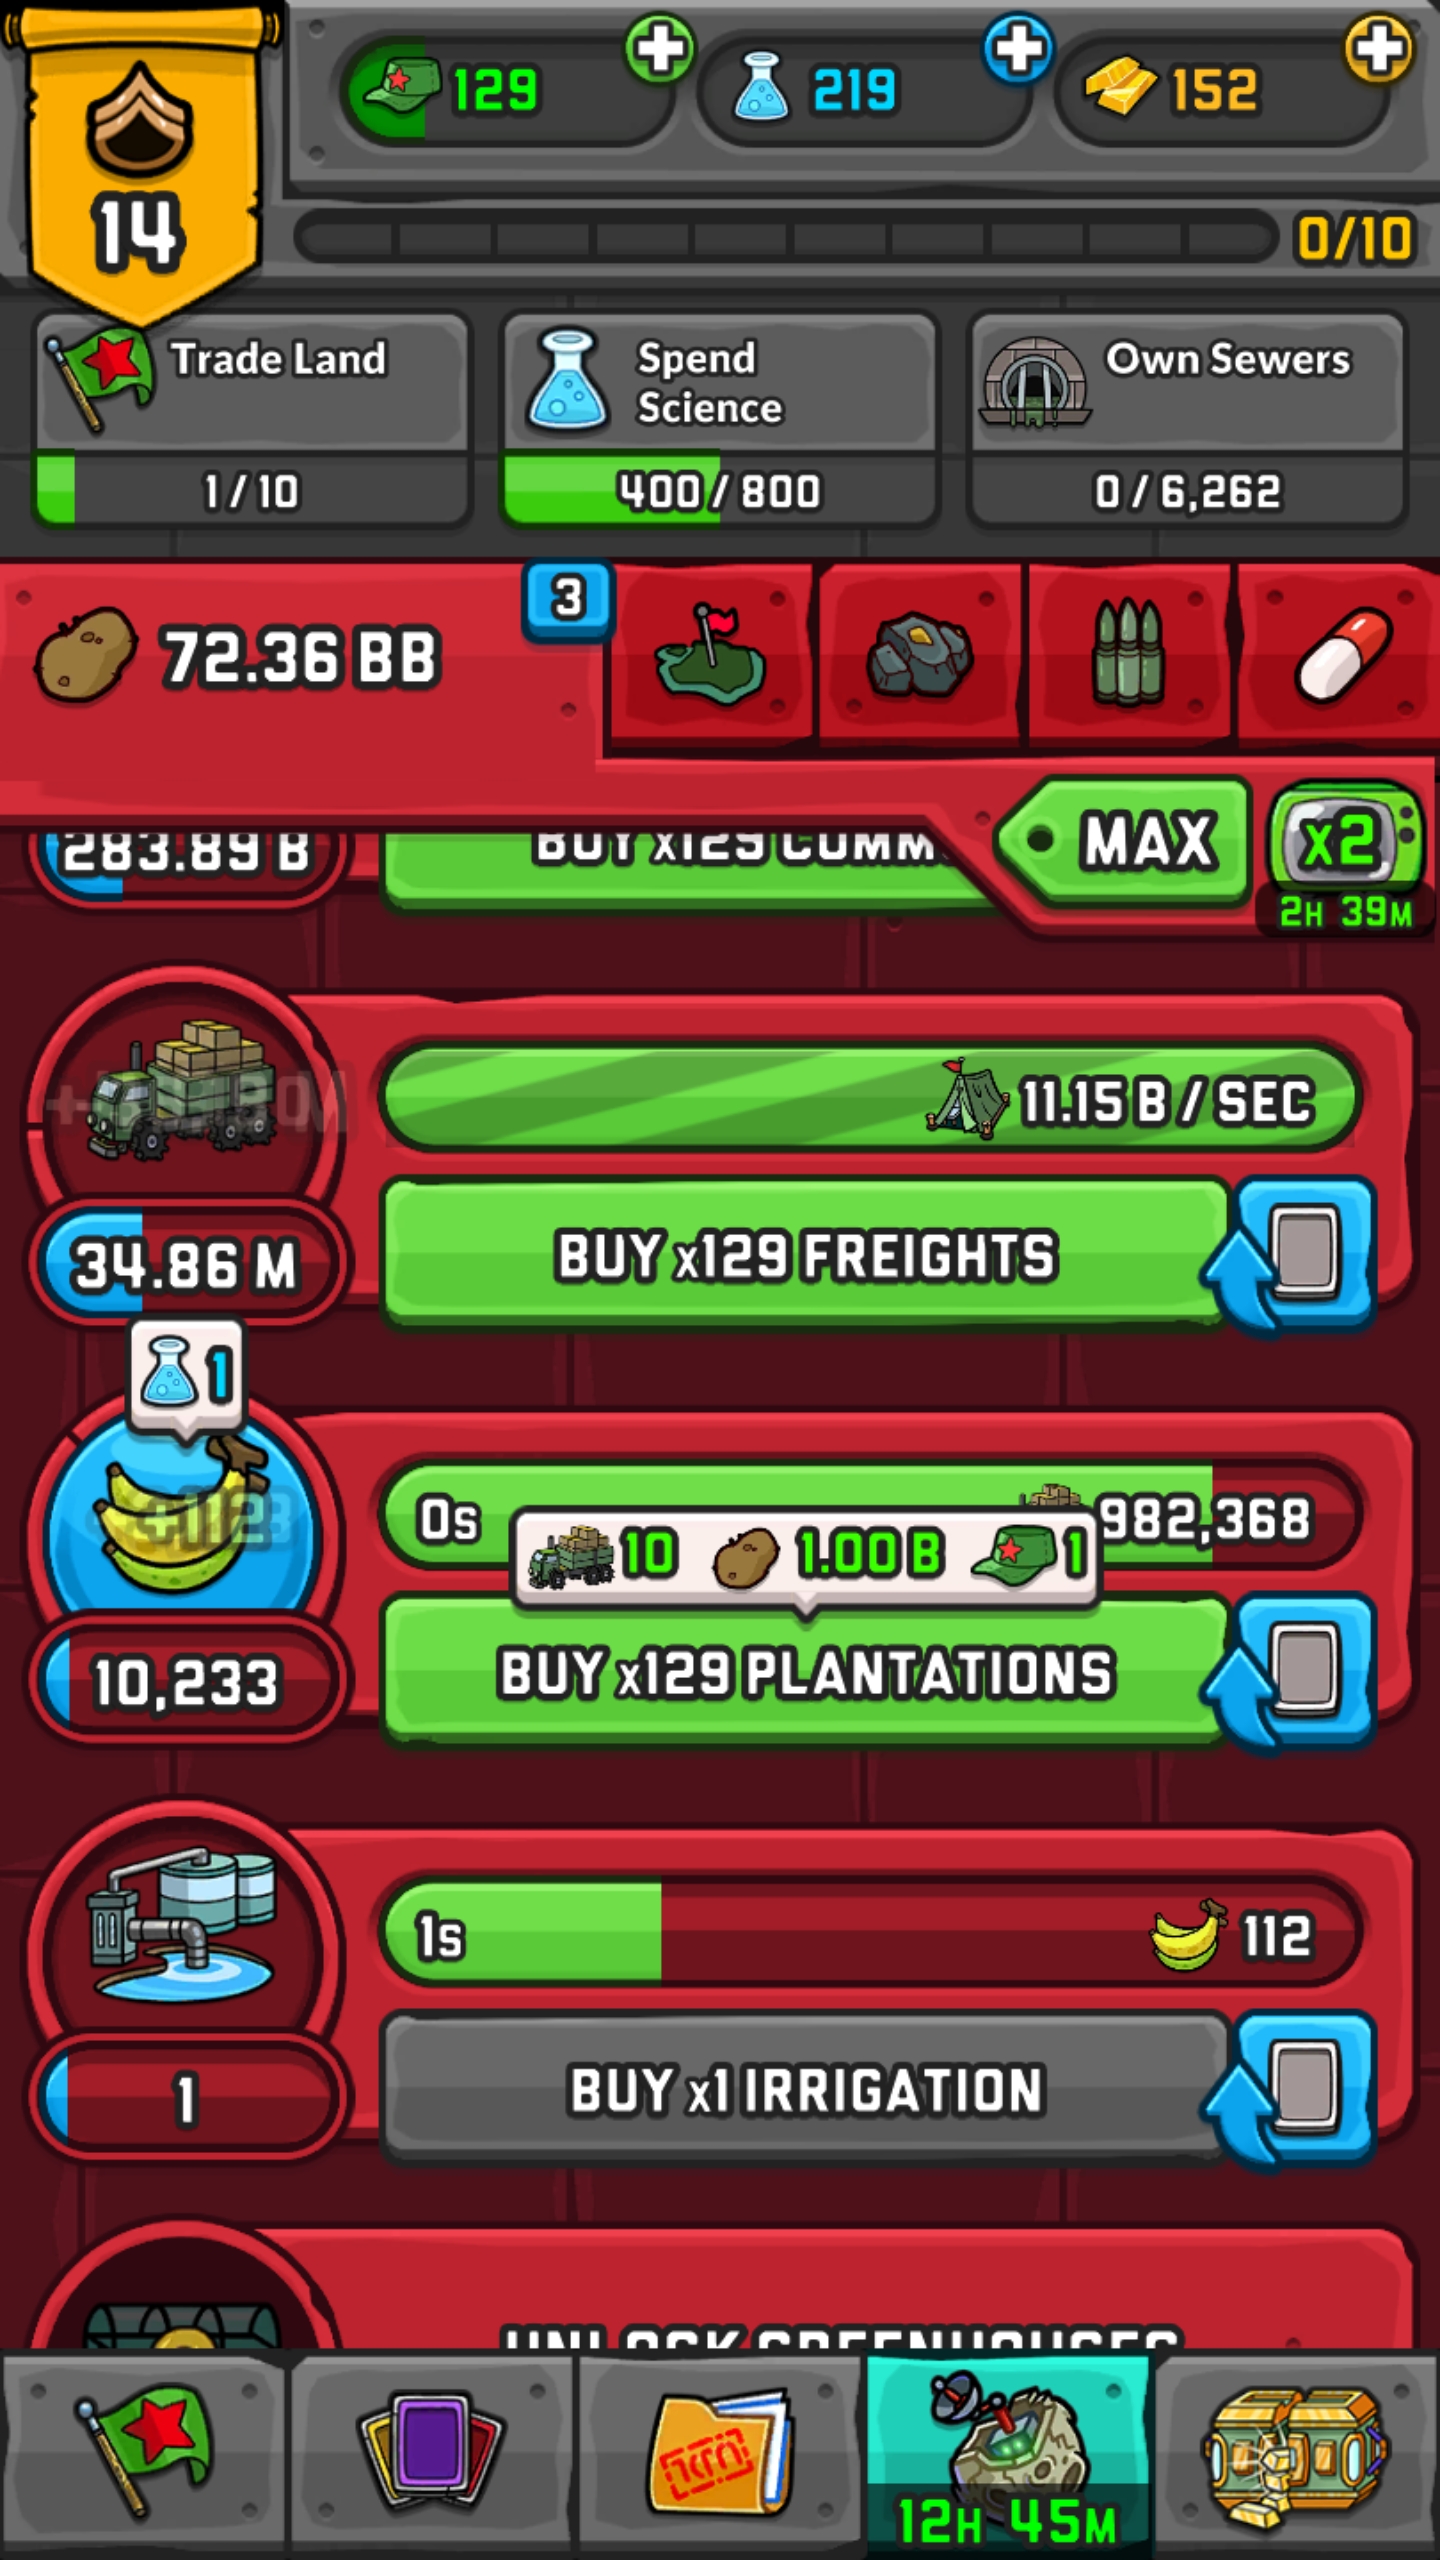 129
219
152
14
0/10
Trade Land
1/10
Spend
Science
400/800
Own Sewers
0/6,262
72.36 BB
3
MAX
x2
2H 39M
283.89 B
BUY x129 COMM
11.15 B / SEC
34.86 M
BUY x129 FREIGHTS
1
0s
982,368
10
1.00 B
1
10,233
BUY x129 PLANTATIONS
1s
112
1
BUY x1 IRRIGATION
UNLOCK GREENHOUSES
12H 45M